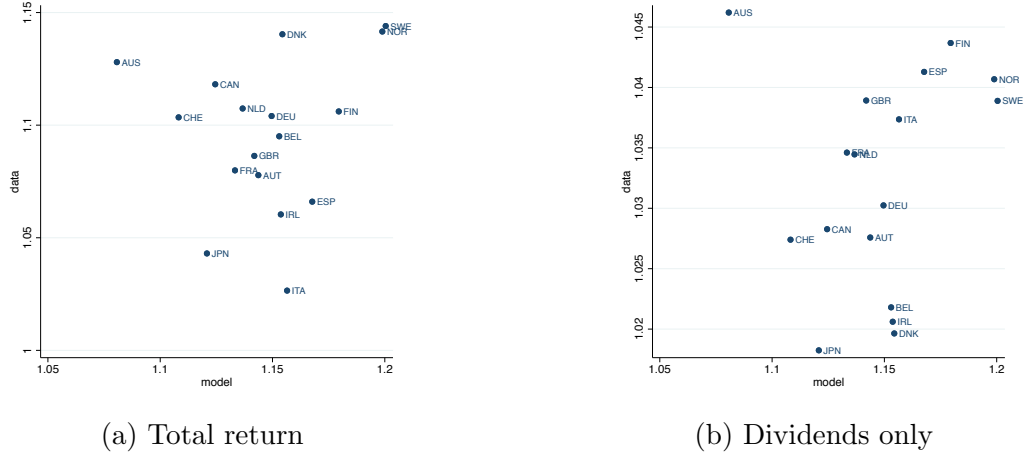 data
1.15
1.1
1.05
1
SWE
NOR
DNK
AUS
CAN
NLD
FIN
CHE
DEU
BEL
GBR
FRA
AUT
ESP
IRL
JPN
ITA
1.05 1.1 1.15 1.2
model
(a) Total return
data
1.045
1.04
1.035
1.03
1.025
1.02
AUS
FIN
ESP
NOR
GBR
SWE
ITA
FRA
NLD
DEU
CAN
AUT
CHE
BEL
IRL
DNK
JPN
1.05 1.1 1.15 1.2
model
(b) Dividends only